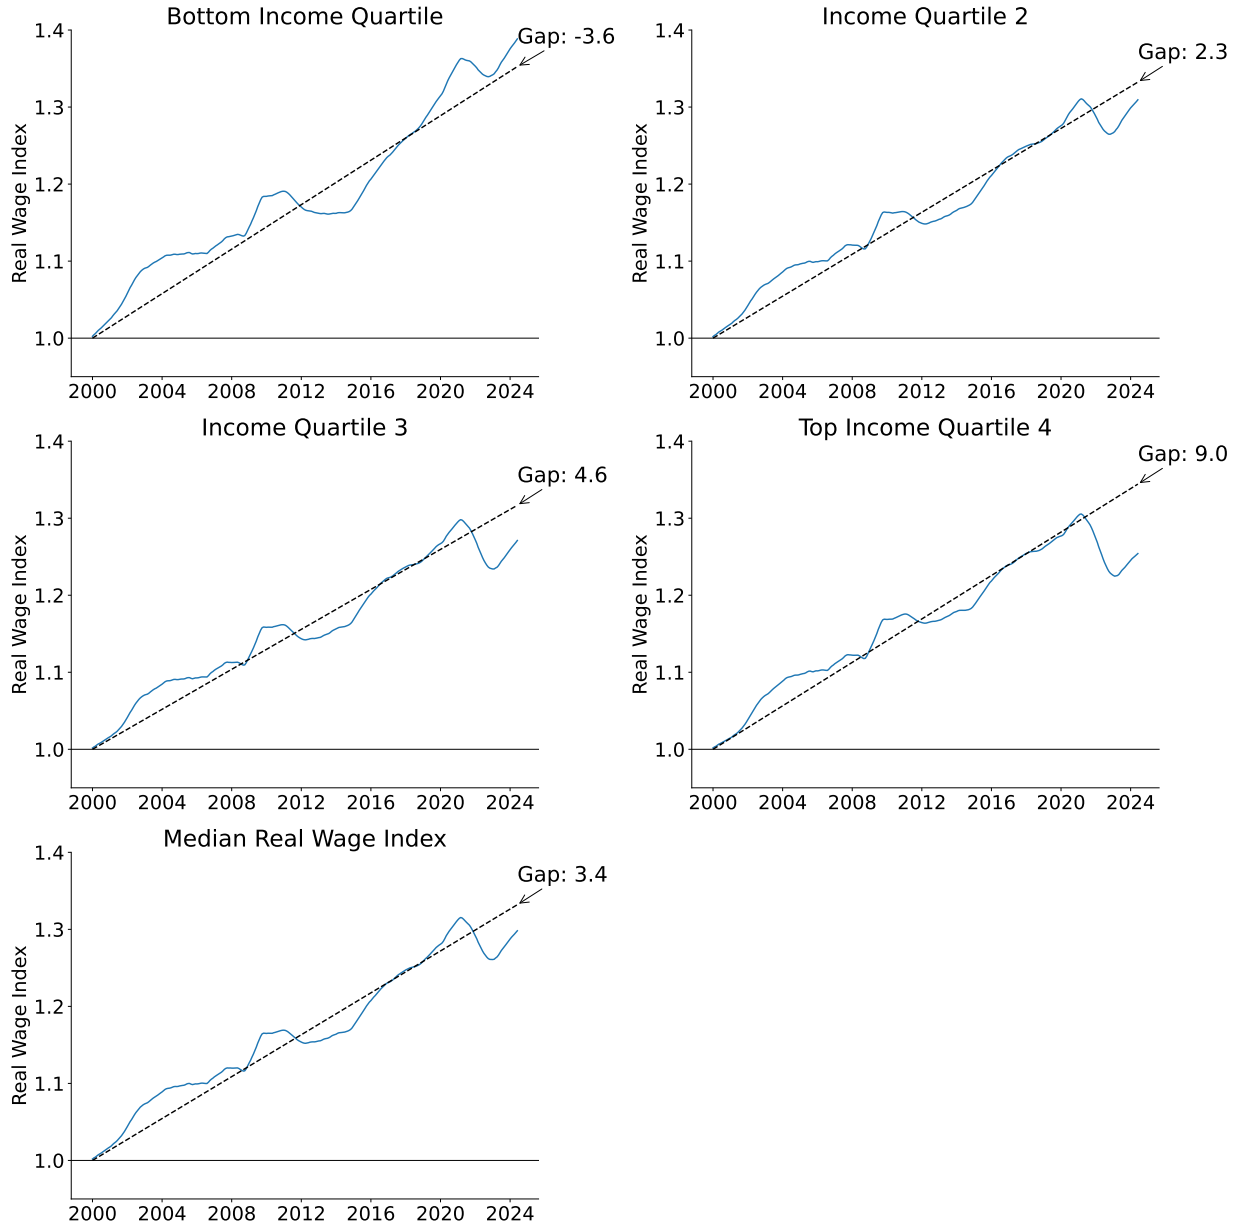 Bottom Income Quartile
Gap: -3.6
Real Wage Index
1.4
1.3
1.2
1.1
1.0
2000 2004 2008 2012 2016 2020 2024
Income Quartile 2
Gap: 2.3
Real Wage Index
1.4
1.3
1.2
1.1
1.0
2000 2004 2008 2012 2016 2020 2024
Income Quartile 3
Gap: 4.6
Real Wage Index
1.4
1.3
1.2
1.1
1.0
2000 2004 2008 2012 2016 2020 2024
Top Income Quartile 4
Gap: 9.0
Real Wage Index
1.4
1.3
1.2
1.1
1.0
2000 2004 2008 2012 2016 2020 2024
Median Real Wage Index
Gap: 3.4
Real Wage Index
1.4
1.3
1.2
1.1
1.0
2000 2004 2008 2012 2016 2020 2024